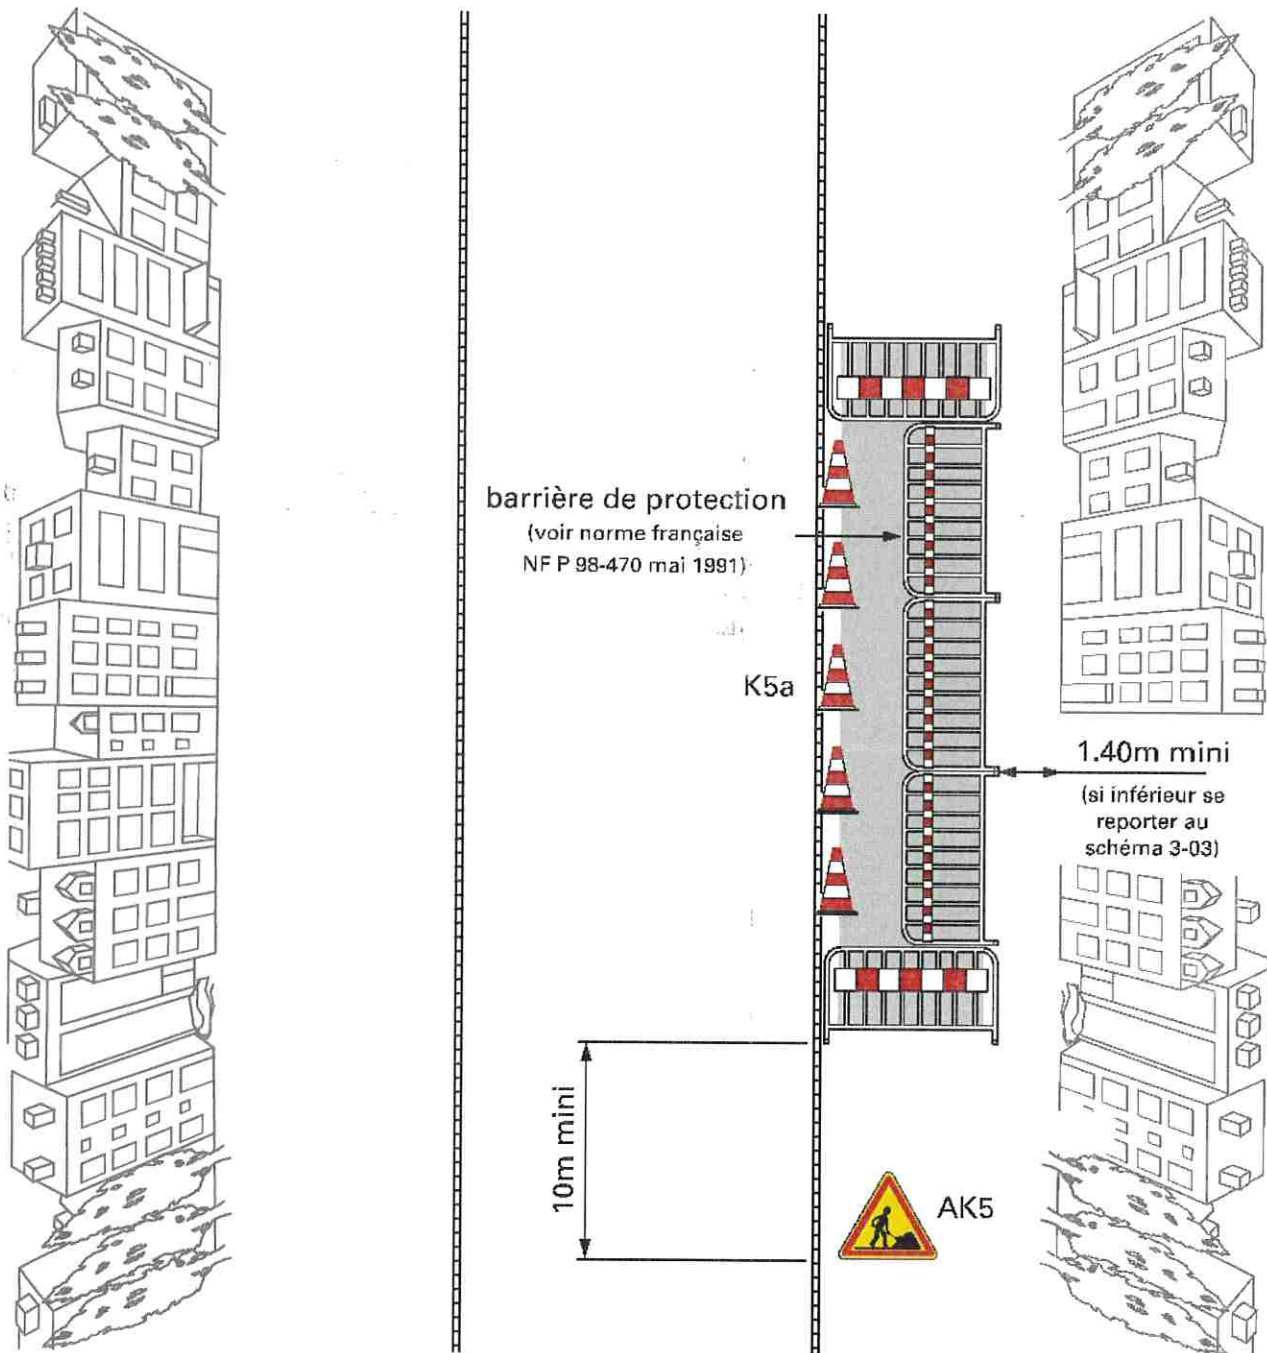 barrière de protection
(voir norme française
NF P 98-470 mai 1991)
K5a
1.40m mini
(si inférieur se
reporter au
schéma 3-03)
10m mini
AK5